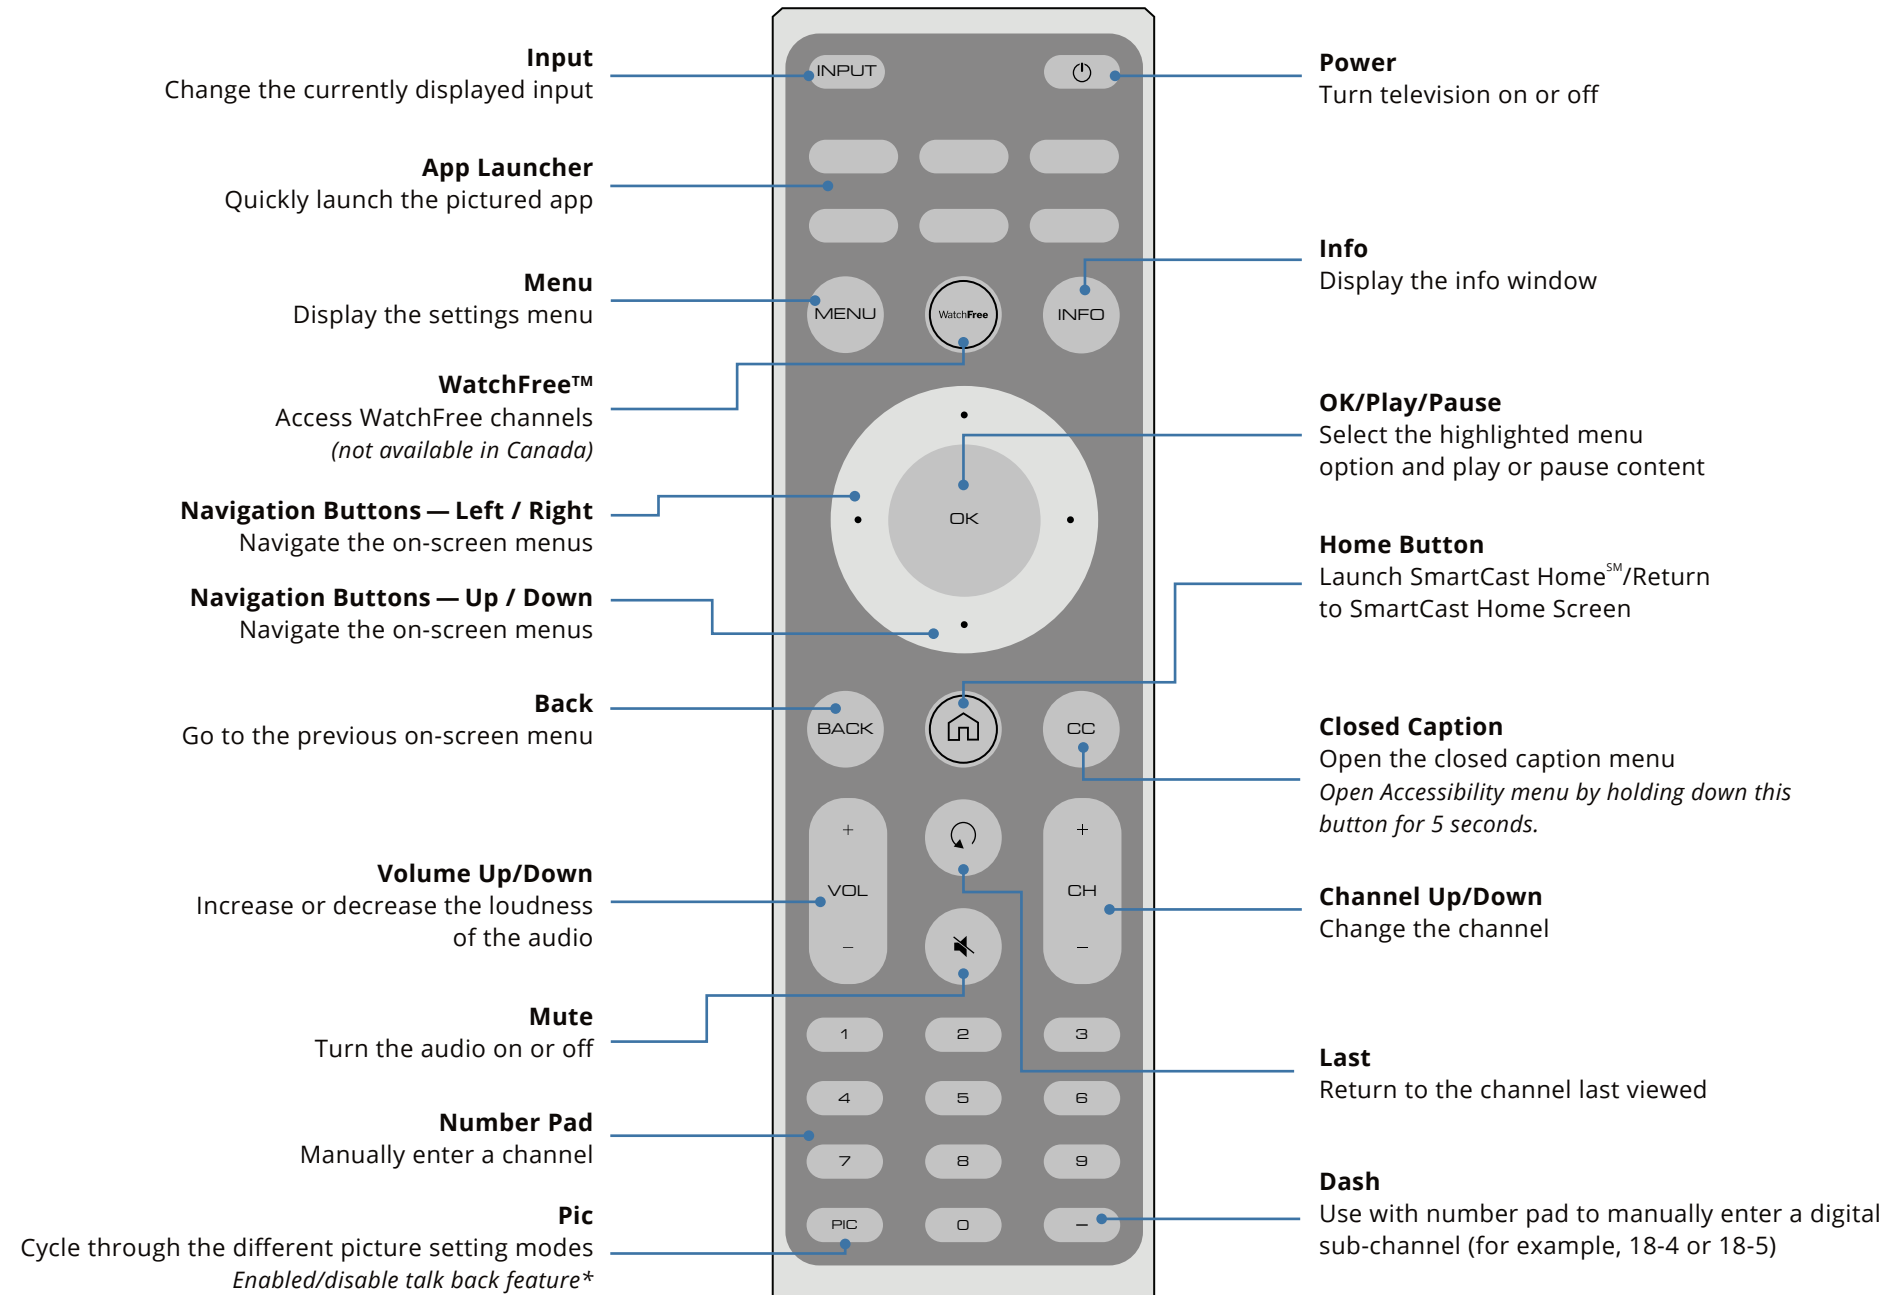 Input
Change the currently displayed input
App Launcher
Quickly launch the pictured app
Menu
Display the settings menu
WatchFree™
Access WatchFree channels
(not available in Canada)
Navigation Buttons — Left / Right
Navigate the on-screen menus
Navigation Buttons — Up / Down
Navigate the on-screen menus
Back
Go to the previous on-screen menu
Volume Up/Down
Increase or decrease the loudness
of the audio
Mute
Turn the audio on or off
Number Pad
Manually enter a channel
Pic
Cycle through the different picture setting modes
Enabled/disable talk back feature*
INPUT
MENU WatchFree INFO
OK
BACK CC
+ +
VOL CH
– –
1 2 3
4 5 6
7 8 9
PIC 0 –
Power
Turn television on or off
Info
Display the info window
OK/Play/Pause
Select the highlighted menu
option and play or pause content
Home Button
Launch SmartCast Home℠/Return
to SmartCast Home Screen
Closed Caption
Open the closed caption menu
Open Accessibility menu by holding down this
button for 5 seconds.
Channel Up/Down
Change the channel
Last
Return to the channel last viewed
Dash
Use with number pad to manually enter a digital
sub-channel (for example, 18-4 or 18-5)